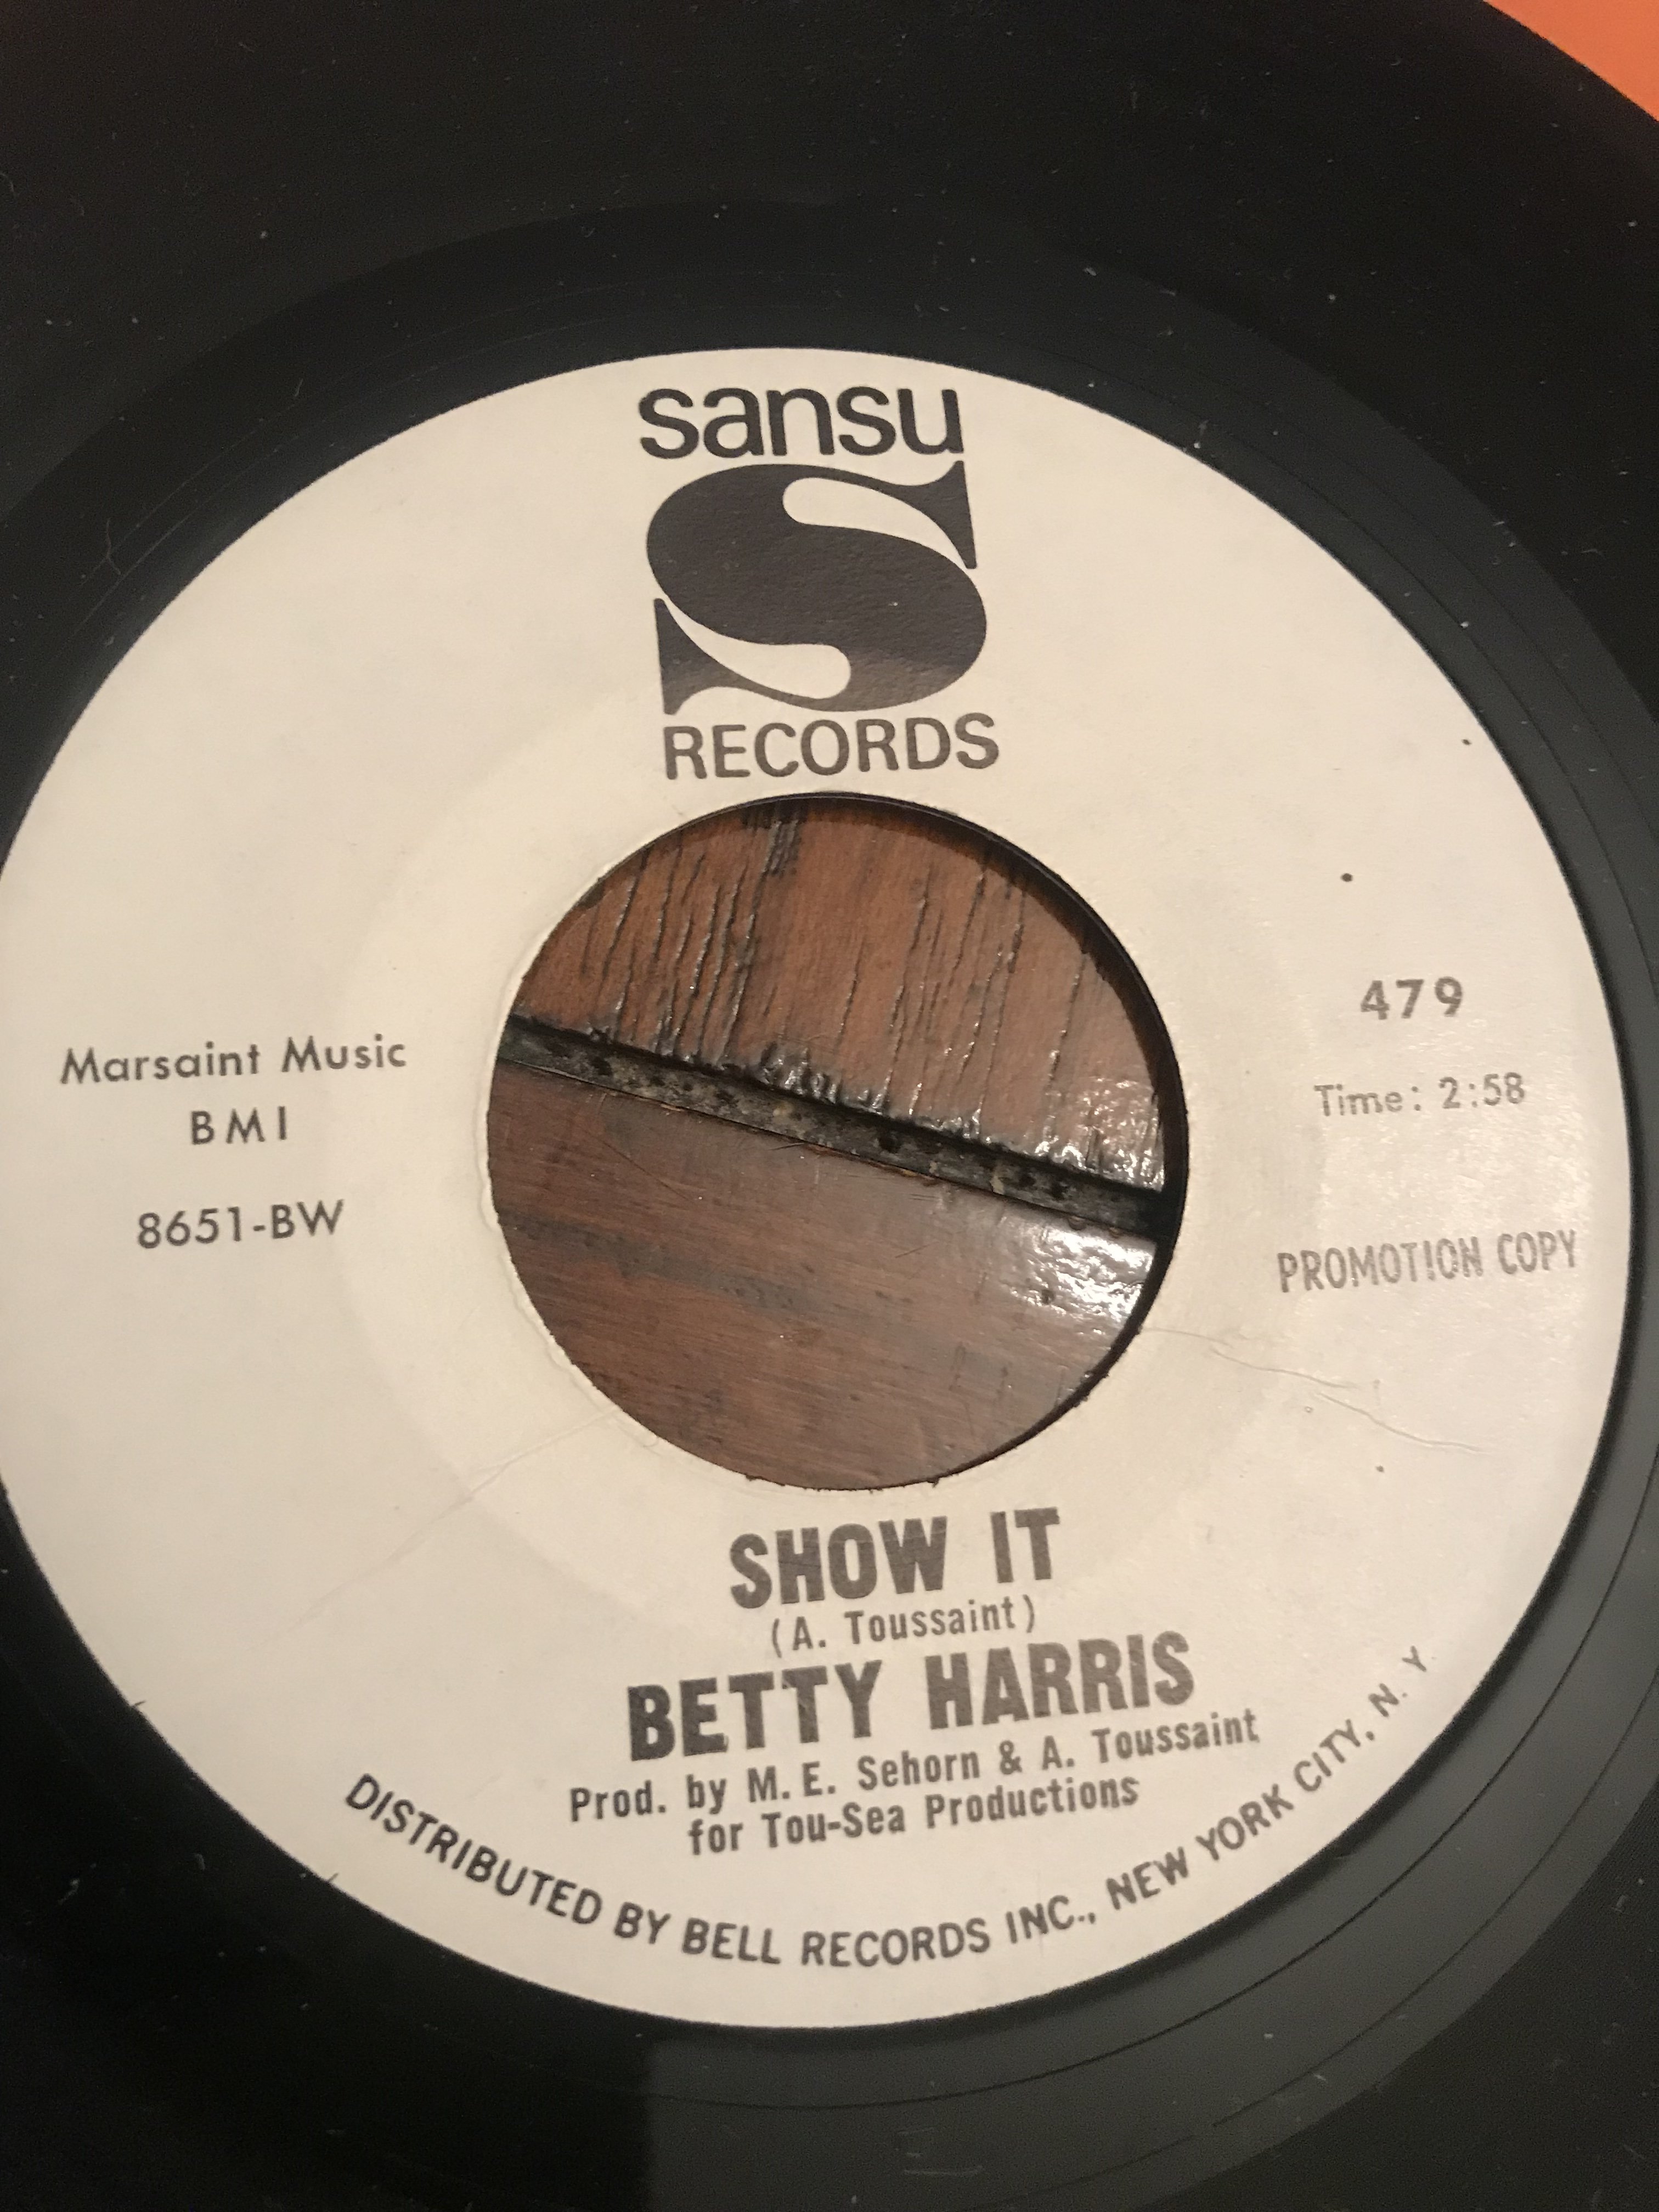 sansu
S
RECORDS
Marsaint Music
BMI
8651-BW
479
Time: 2:58
PROMOTION COPY
SHOW IT
(A. Toussaint)
BETTY HARRIS
Prod. by M. E. Sehorn & A. Toussaint
for Tou-Sea Productions
DISTRIBUTED BY BELL RECORDS INC., NEW YORK CITY, N. Y.